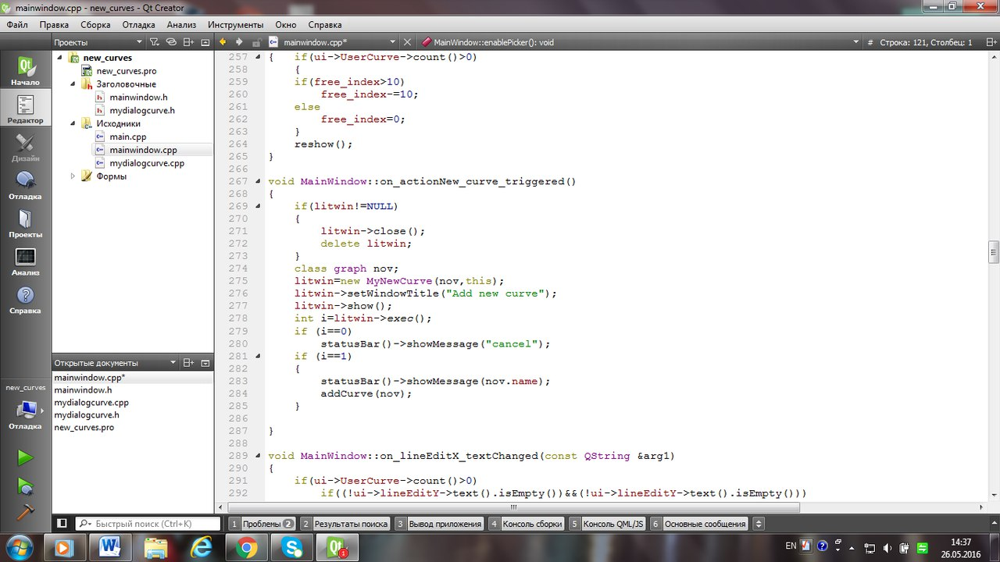 mainwindow.cpp - new_curves - Qt Creator
Файл Правка Сборка Отладка Анализ Инструменты Окно Справка
Проекты mainwindow.cpp* MainWindow::enablePicker(): void # Строка: 121, Столбец: 1
Начало
Редактор
Дизайн
Отладка
Проекты
Анализ
Справка
new_curves
Отладка
new_curves
new_curves.pro
Заголовочные
mainwindow.h
mydialogcurve.h
Исходники
main.cpp
mainwindow.cpp
mydialogcurve.cpp
Формы
Открытые документы
mainwindow.cpp*
mainwindow.h
mydialogcurve.cpp
mydialogcurve.h
new_curves.pro
257 { if(ui->UserCurve->count()>0)
258 {
259 if(free_index>10)
260 free_index-=10;
261 else
262 free_index=0;
263 }
264 reshow();
265 }
266
267 void MainWindow::on_actionNew_curve_triggered()
268 {
269 if(litwin!=NULL)
270 {
271 litwin->close();
272 delete litwin;
273 }
274 class graph nov;
275 litwin=new MyNewCurve(nov,this);
276 litwin->setWindowTitle("Add new curve");
277 litwin->show();
278 int i=litwin->exec();
279 if (i==0)
280 statusBar()->showMessage("cancel");
281 if (i==1)
282 {
283 statusBar()->showMessage(nov.name);
284 addCurve(nov);
285 }
286
287 }
288
289 void MainWindow::on_lineEditX_textChanged(const QString &arg1)
290 {
291 if(ui->UserCurve->count()>0)
292 if((!ui->lineEditY->text().isEmpty())&&(!ui->lineEditY->text().isEmpty()))
Быстрый поиск (Ctrl+K) 1 Проблемы 2 2 Результаты поиска 3 Вывод приложения 4 Консоль сборки 5 Консоль QML/JS 6 Основные сообщения
EN 14:37
26.05.2016